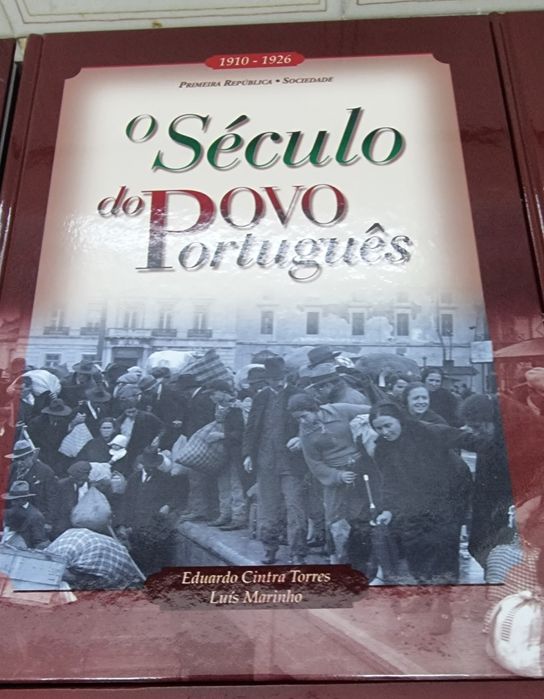 1910 - 1926
PRIMEIRA REPÚBLICA • SOCIEDADE
O Século
do POVO
Português
Eduardo Cintra Torres
Luís Marinho